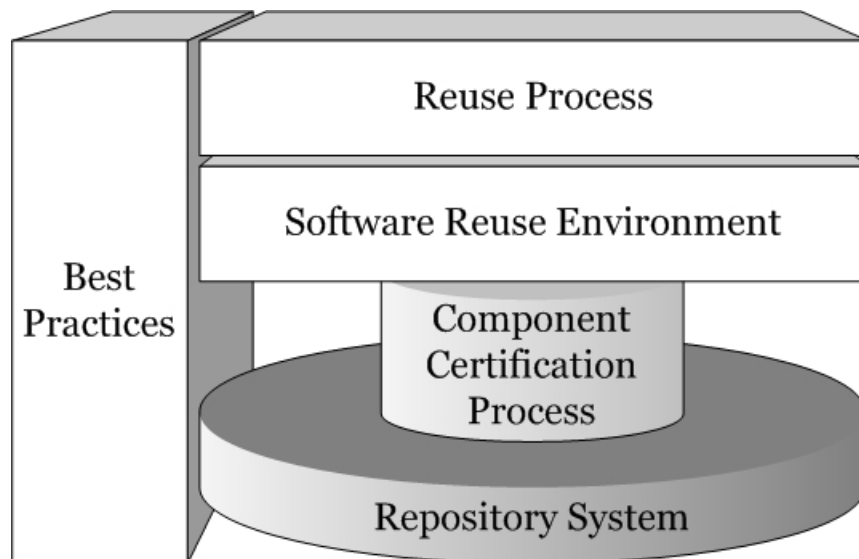 Reuse Process
Software Reuse Environment
Best
Practices
Component
Certification
Process
Repository System